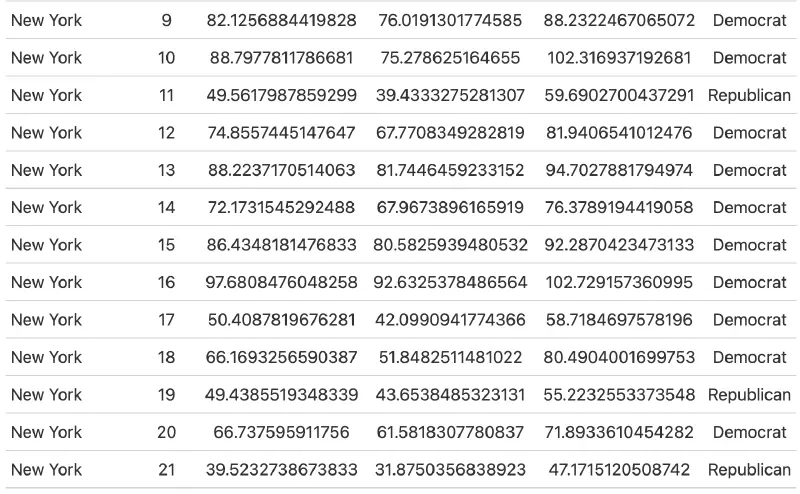 New York 9 82.1256884419828 76.0191301774585 88.2322467065072 Democrat
New York 10 88.7977811786681 75.278625164655 102.316937192681 Democrat
New York 11 49.5617987859299 39.4333275281307 59.6902700437291 Republican
New York 12 74.8557445147647 67.7708349282819 81.9406541012476 Democrat
New York 13 88.2237170514063 81.7446459233152 94.7027881794974 Democrat
New York 14 72.1731545292488 67.9673896165919 76.3789194419058 Democrat
New York 15 86.4348181476833 80.5825939480532 92.2870423473133 Democrat
New York 16 97.6808476048258 92.6325378486564 102.729157360995 Democrat
New York 17 50.4087819676281 42.0990941774366 58.7184697578196 Democrat
New York 18 66.1693256590387 51.8482511481022 80.4904001699753 Democrat
New York 19 49.4385519348339 43.6538485323131 55.2232553373548 Republican
New York 20 66.737595911756 61.5818307780837 71.8933610454282 Democrat
New York 21 39.5232738673833 31.8750356838923 47.1715120508742 Republican